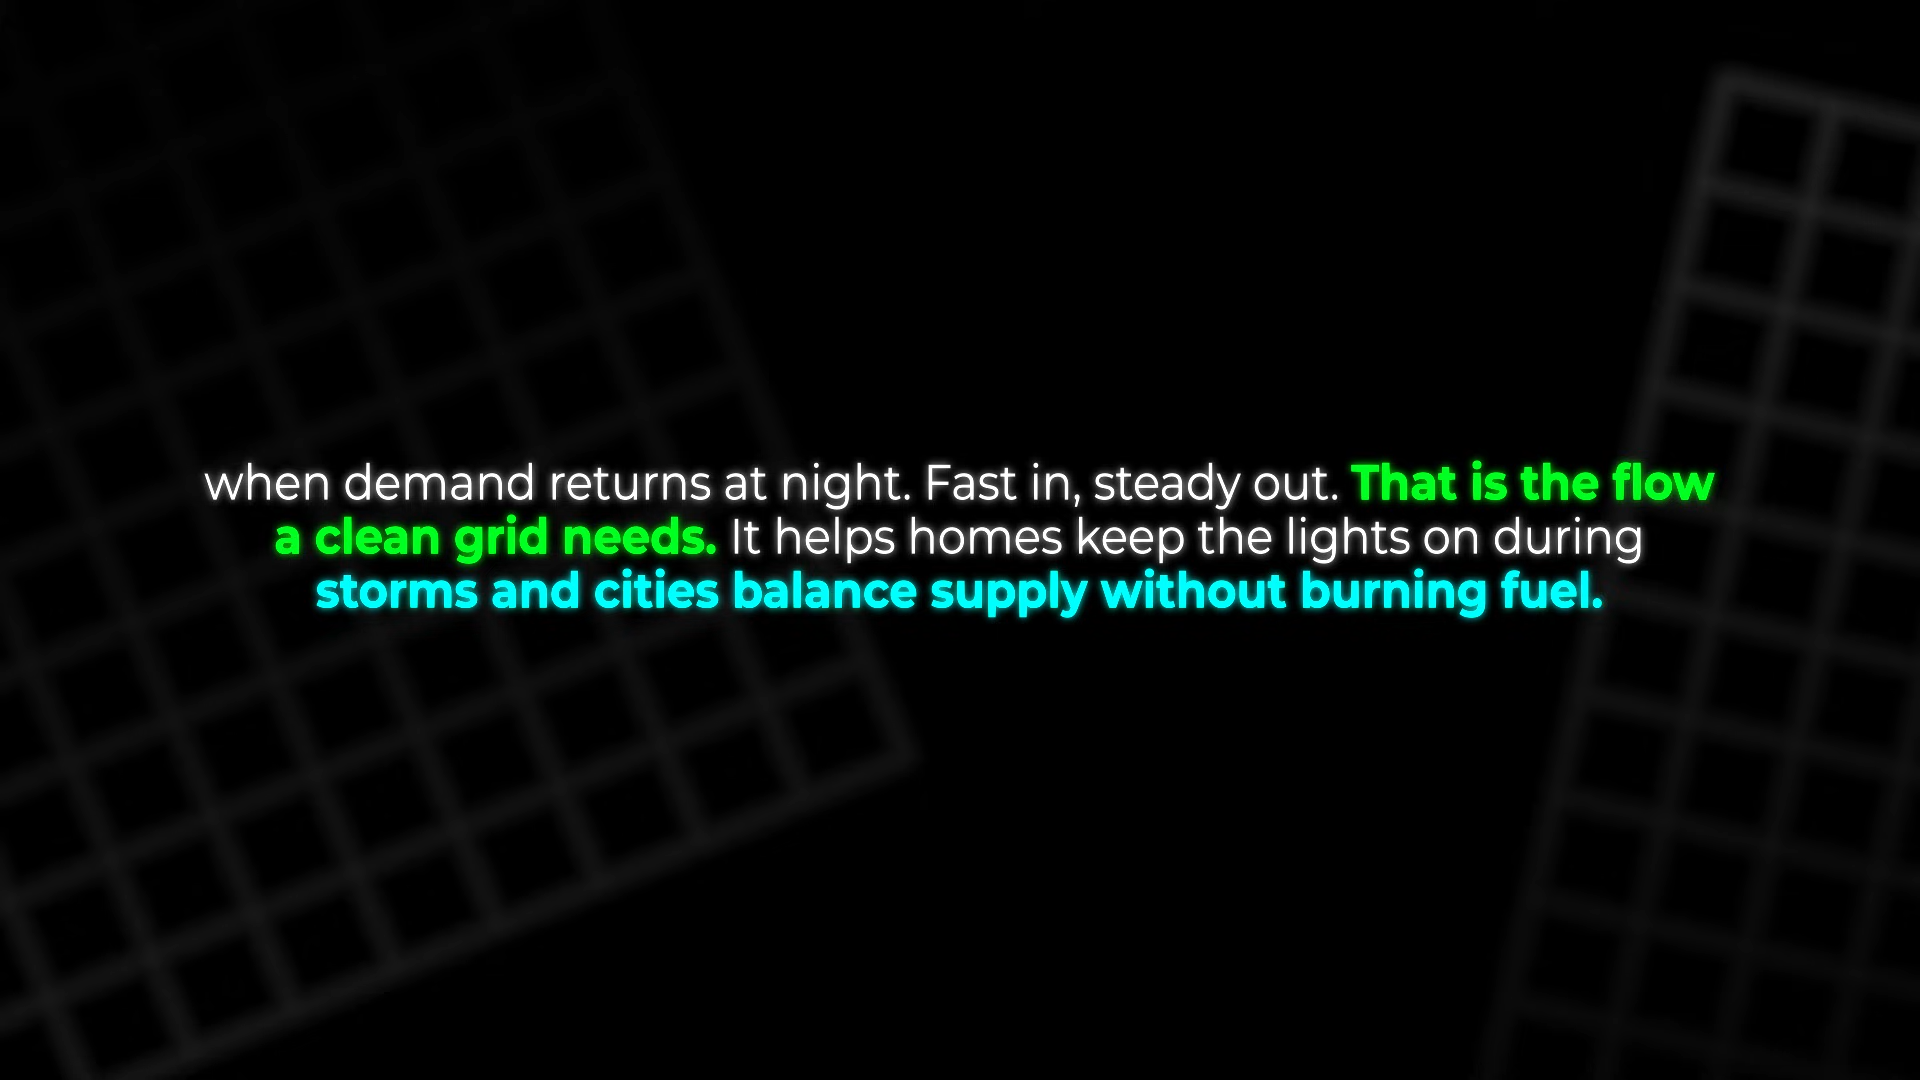 when demand returns at night. Fast in, steady out. That is the flow
a clean grid needs. It helps homes keep the lights on during
storms and cities balance supply without burning fuel.